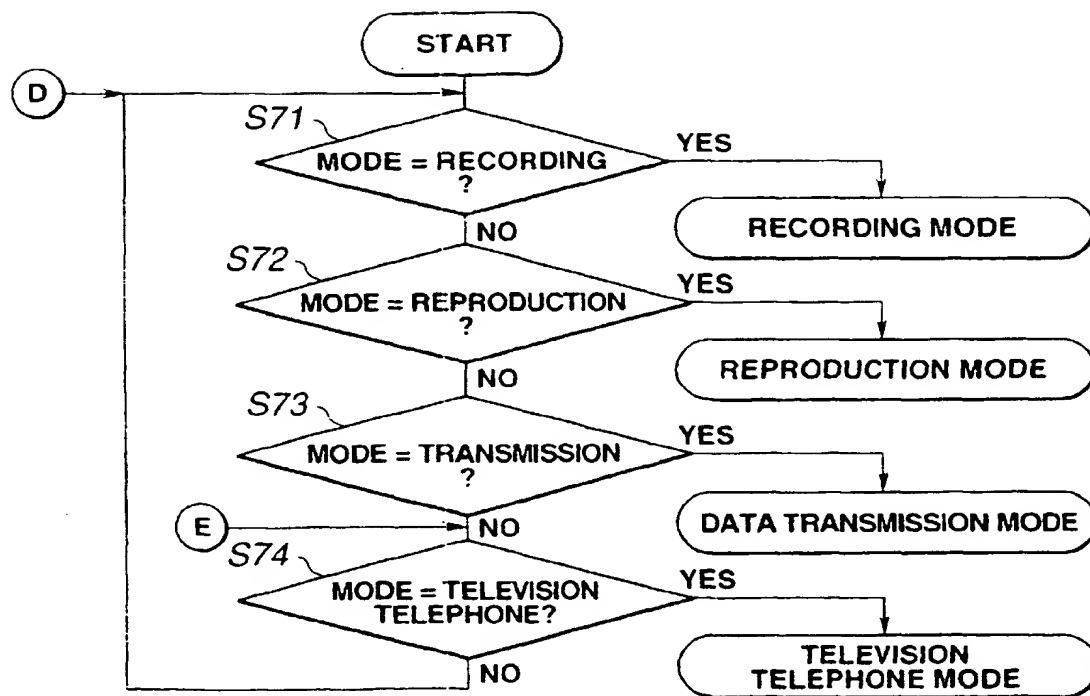 START
D
S71
MODE = RECORDING
?
YES
RECORDING MODE
NO
S72
MODE = REPRODUCTION
?
YES
REPRODUCTION MODE
NO
S73
MODE = TRANSMISSION
?
YES
DATA TRANSMISSION MODE
NO
E
S74
MODE = TELEVISION
TELEPHONE?
YES
TELEVISION
TELEPHONE MODE
NO